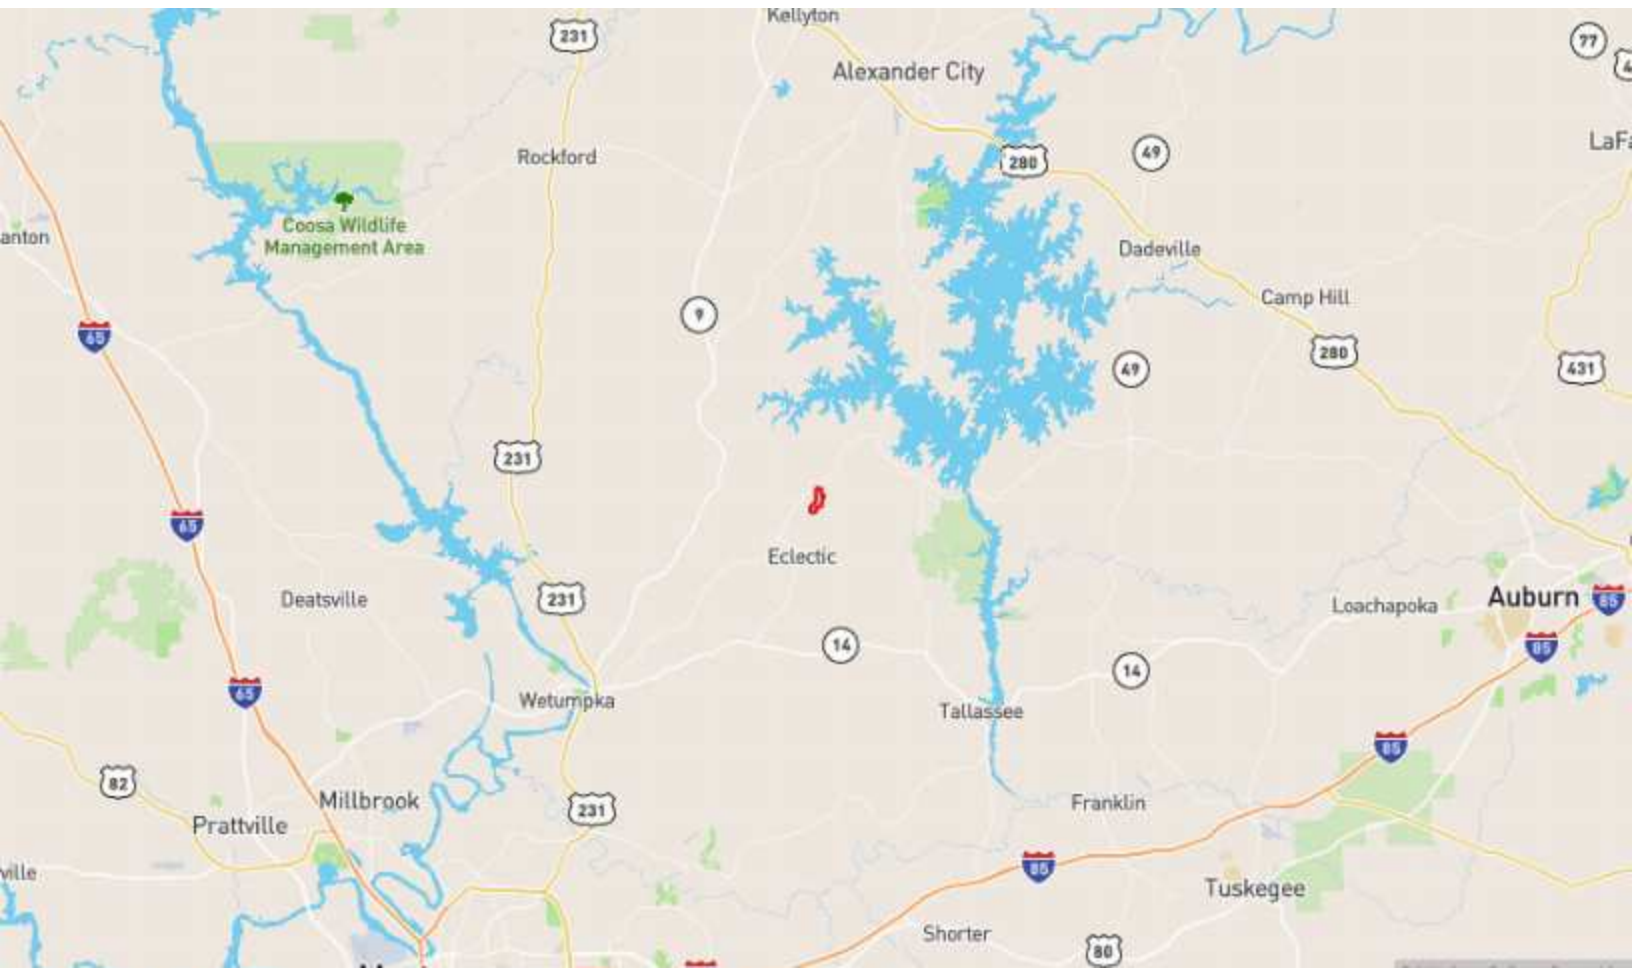 Kellyton
231
77
Alexander City
LaFa
Rockford
280
49
Coosa Wildlife
Management Area
anton
Dadeville
Camp Hill
9
65
280
49
431
231
65
Eclectic
Deatsville
231
Loachapoka
Auburn
85
14
85
65
14
Wetumpka
Tallassee
85
82
Millbrook
231
Franklin
Prattville
85
ville
Tuskegee
Shorter
80